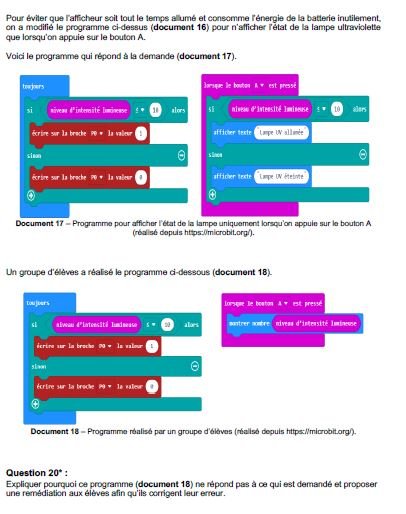 Pour éviter que l'afficheur soit tout le temps allumé et consomme l'énergie de la batterie inutilement,
on a modifié le programme ci-dessus (document 16) pour n'afficher l'état de la lampe ultraviolette
que lorsqu'on appuie sur le bouton A.
Voici le programme qui répond à la demande (document 17).
toujours
si niveau d'intensité lumineuse ≤ 10 alors
écrire sur la broche P0 la valeur 1
sinon
écrire sur la broche P0 la valeur 0
lorsque le bouton A est pressé
si niveau d'intensité lumineuse ≤ 10 alors
afficher texte Lampe UV allumée
sinon
afficher texte Lampe UV éteinte
Document 17 – Programme pour afficher l'état de la lampe uniquement lorsqu'on appuie sur le bouton A
(réalisé depuis https://microbit.org/).
Un groupe d'élèves a réalisé le programme ci-dessous (document 18).
toujours
si niveau d'intensité lumineuse ≤ 10 alors
écrire sur la broche P0 la valeur 1
sinon
écrire sur la broche P0 la valeur 0
lorsque le bouton A est pressé
montrer nombre niveau d'intensité lumineuse
Document 18 – Programme réalisé par un groupe d'élèves (réalisé depuis https://microbit.org/).
Question 20* :
Expliquer pourquoi ce programme (document 18) ne répond pas à ce qui est demandé et proposer
une remédiation aux élèves afin qu'ils corrigent leur erreur.